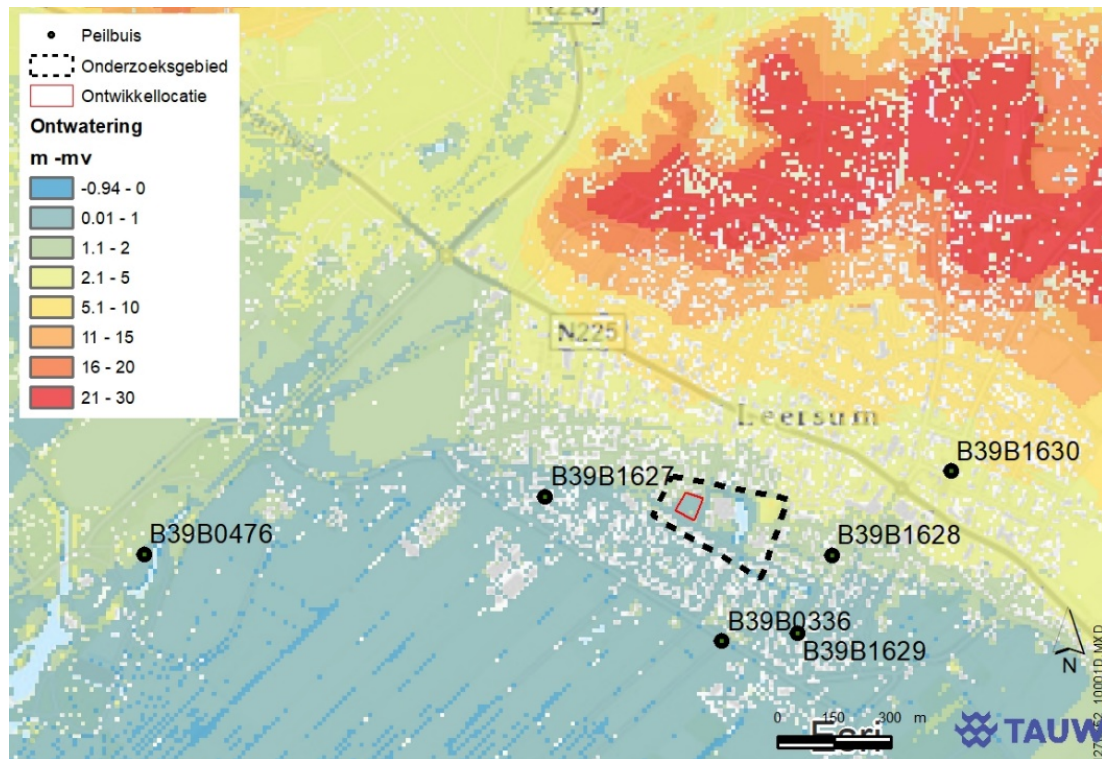 Peilbuis
Onderzoeksgebied
Ontwikkellocatie
Ontwatering
m -mv
-0.94 - 0
0.01 - 1
1.1 - 2
2.1 - 5
5.1 - 10
11 - 15
16 - 20
21 - 30
N226
N225
Leersum
B39B1630
B39B1627
B39B0476
B39B1628
B39B0336
B39B1629
N
0 150 300 m
Esri
TAUW